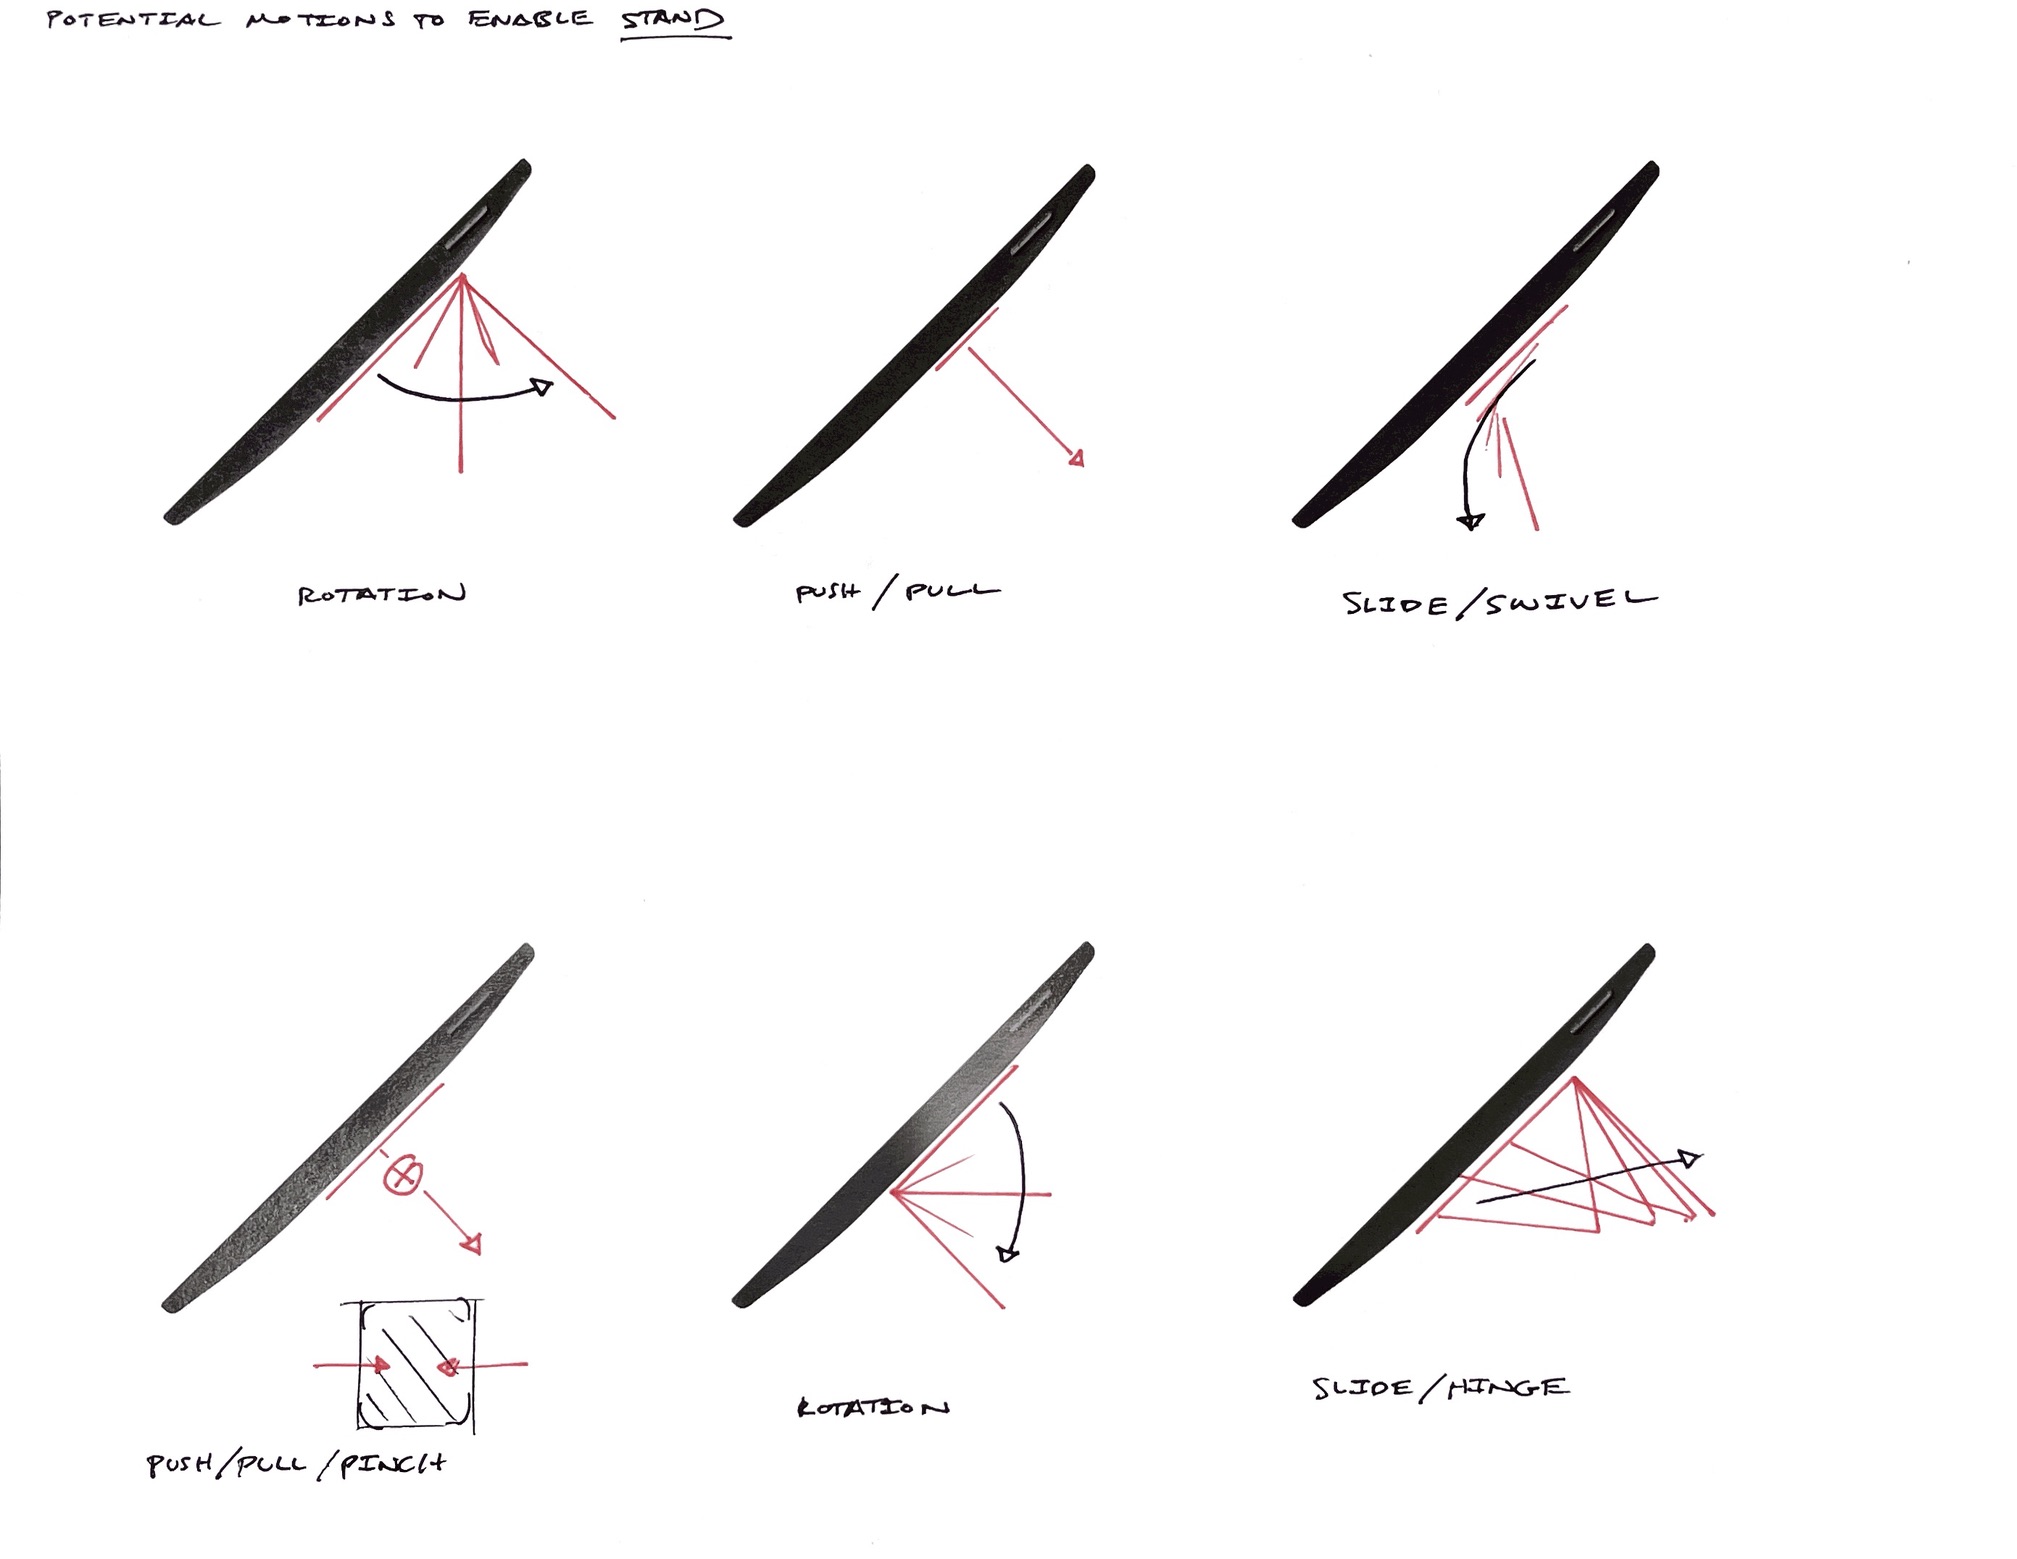 POTENTIAL MOTIONS TO ENABLE STAND
ROTATION
PUSH / PULL
SLIDE/SWIVEL
PUSH/PULL/PINCH
ROTATION
SLIDE/HINGE